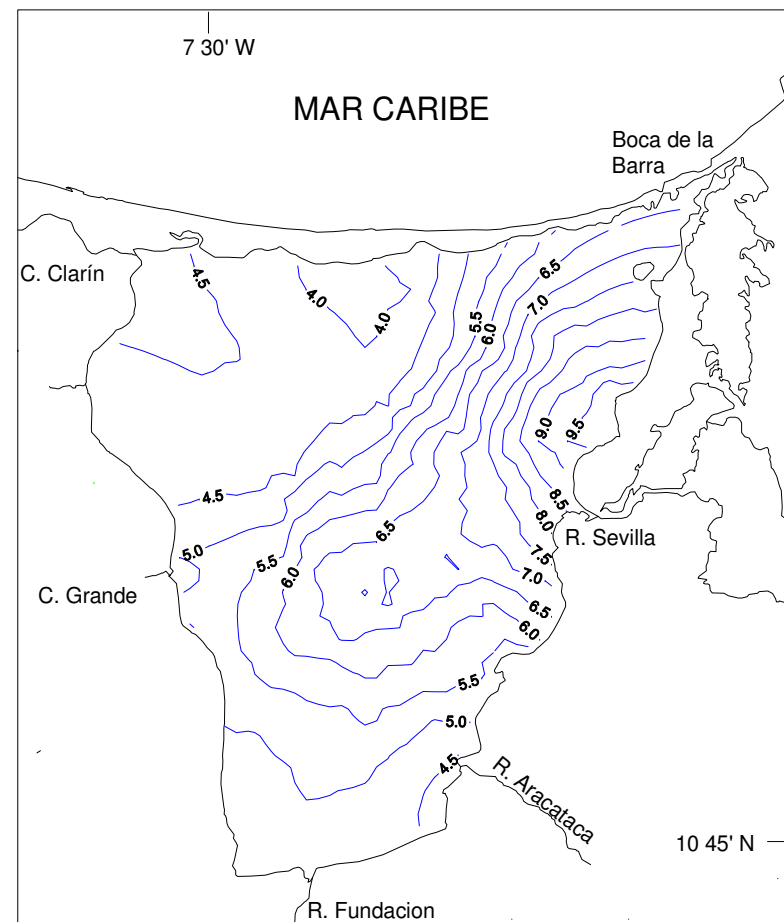 7 30' W
MAR CARIBE
Boca de la
Barra
C. Clarín
4.5
4.0
4.0
5.5
6.0
6.5
7.0
9.0
9.5
4.5
5.0
5.5
6.0
6.5
8.5
8.0
7.5
7.0
R. Sevilla
C. Grande
6.5
6.0
5.5
5.0
4.5
R. Aracataca
10 45' N
R. Fundacion